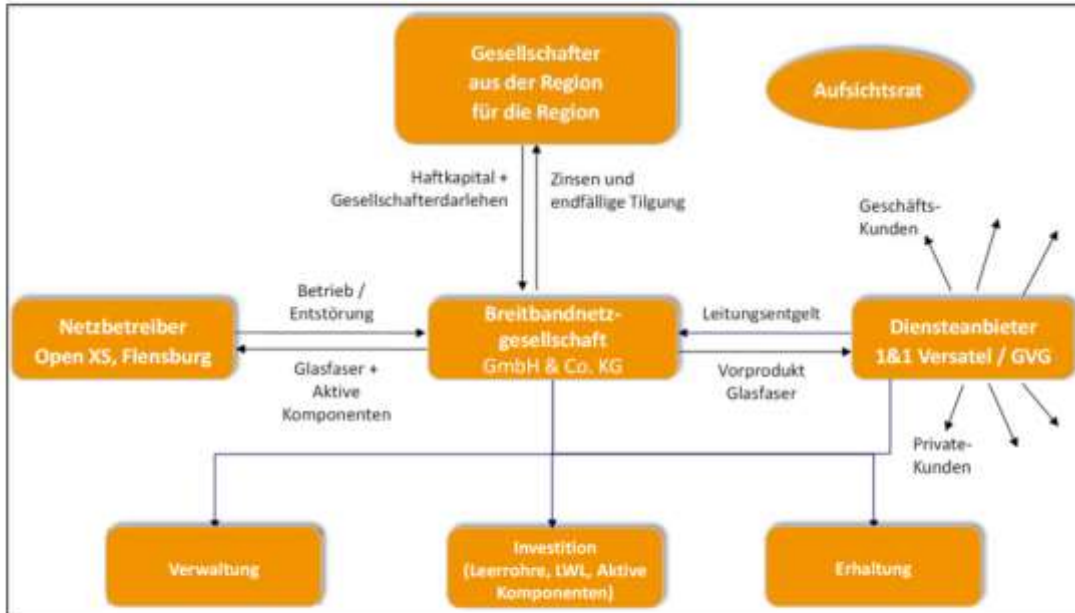 Gesellschafter
aus der Region
für die Region
Aufsichtsrat
Haftkapital +
Gesellschafterdarlehen
Zinsen und
endfällige Tilgung
Geschäfts-
Kunden
Betrieb /
Entstörung
Netzbetreiber
Open XS, Flensburg
Glasfaser +
Aktive
Komponenten
Breitbandnetz-
gesellschaft
GmbH & Co. KG
Leitungsentgelt
Vorprodukt
Glasfaser
Diensteanbieter
1&1 Versatel / GVG
Private-
Kunden
Verwaltung
Investition
(Leerrohre, LWL, Aktive
Komponenten)
Erhaltung